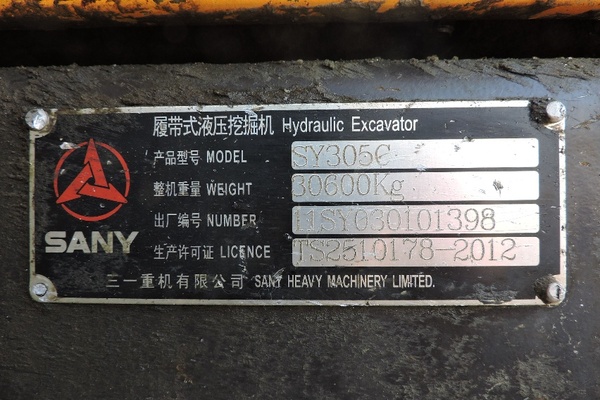 履带式液压挖掘机 Hydraulic Excavator
产品型号 MODEL SY305C
整机重量 WEIGHT 30600Kg
出厂编号 NUMBER 11SY030101398
生产许可证 LICENCE TS2510178-2012
SANY
三一重机有限公司 SANY HEAVY MACHINERY LIMITED.